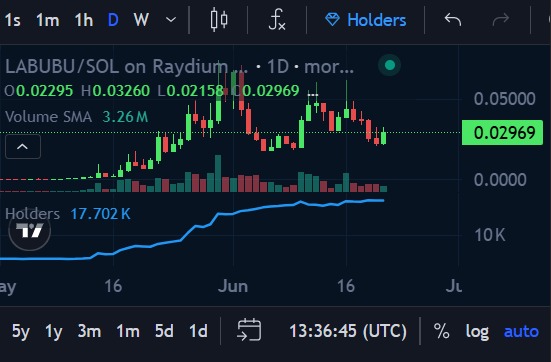 1s 1m 1h D W Holders
LABUBU/SOL on Raydium ... · 1D · mor...
O0.02295 H0.03260 L0.02158 C0.02969 ...
Volume SMA 3.26 M
0.05000
0.02969
0.0000
Holders 17.702 K
10 K
ay 16 Jun 16 Ju
5y 1y 3m 1m 5d 1d 13:36:45 (UTC) % log auto